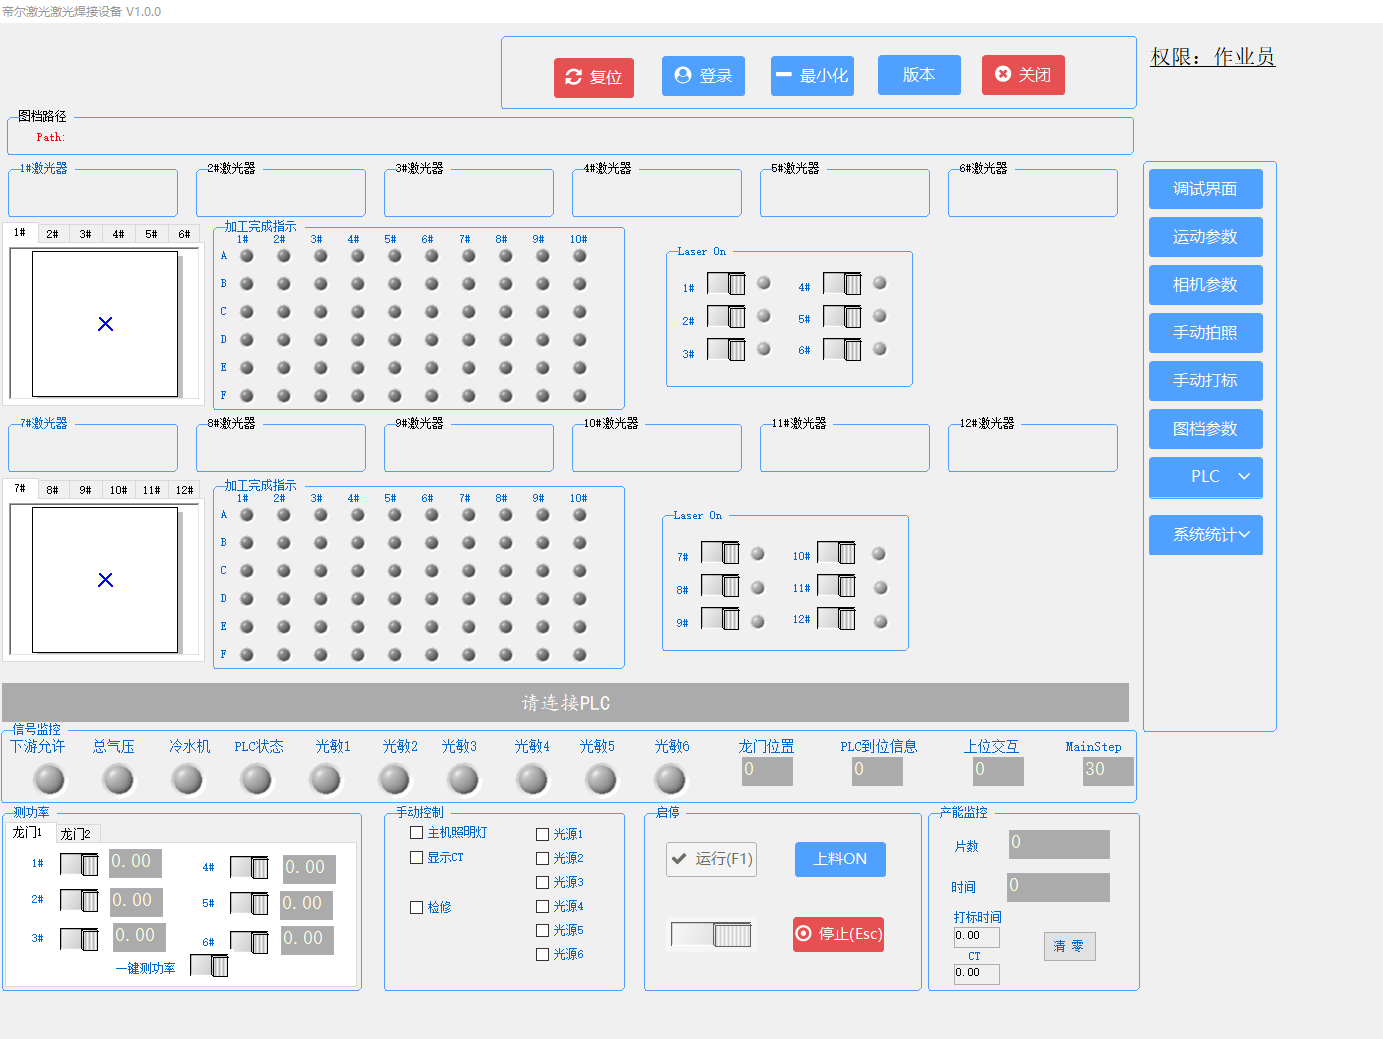 帝尔激光激光焊接设备 V1.0.0
复位 登录 最小化 版本 关闭
权限: 作业员
图档路径
Path:
1#激光器 2#激光器 3#激光器 4#激光器 5#激光器 6#激光器
调试界面
运动参数
相机参数
手动拍照
手动打标
图档参数
PLC
系统统计
1# 2# 3# 4# 5# 6#
加工完成指示
1# 2# 3# 4# 5# 6# 7# 8# 9# 10#
A
B
C
D
E
F
Laser On
1# 4#
2# 5#
3# 6#
7#激光器 8#激光器 9#激光器 10#激光器 11#激光器 12#激光器
7# 8# 9# 10# 11# 12#
加工完成指示
1# 2# 3# 4# 5# 6# 7# 8# 9# 10#
A
B
C
D
E
F
Laser On
7# 10#
8# 11#
9# 12#
请连接PLC
信号监控
下游允许 总气压 冷水机 PLC状态 光敏1 光敏2 光敏3 光敏4 光敏5 光敏6 龙门位置 PLC到位信息 上位交互 MainStep
0 0 0 30
测功率
龙门1 龙门2
1# 0.00 4# 0.00
2# 0.00 5# 0.00
3# 0.00 6# 0.00
一键测功率
手动控制
主机照明灯 光源1
显示CT 光源2
光源3
检修 光源4
光源5
光源6
启停
运行(F1) 上料ON
停止(Esc)
产能监控
片数 0
时间 0
打标时间
0.00
CT
0.00
清 零